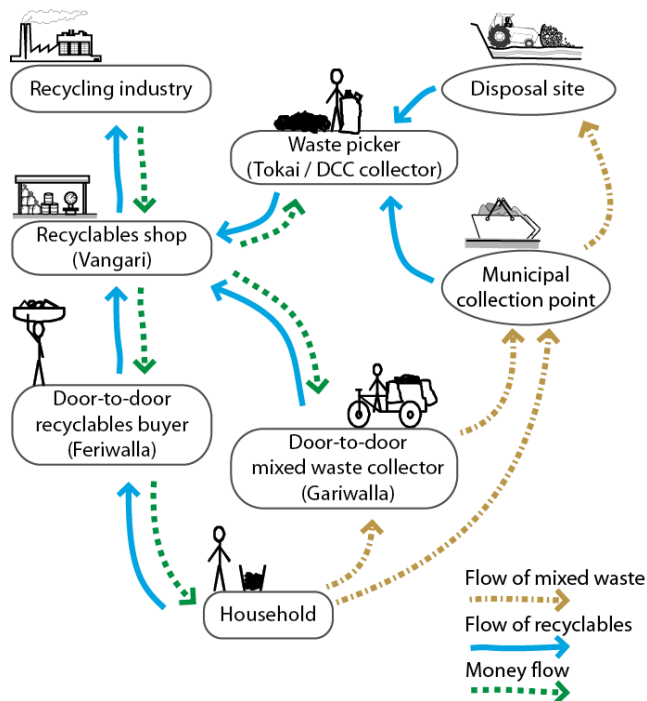 Recycling industry
Disposal site
Waste picker
(Tokai / DCC collector)
Recyclables shop
(Vangari)
Municipal
collection point
Door-to-door
recyclables buyer
(Feriwalla)
Door-to-door
mixed waste collector
(Gariwalla)
Household
Flow of mixed waste
Flow of recyclables
Money flow